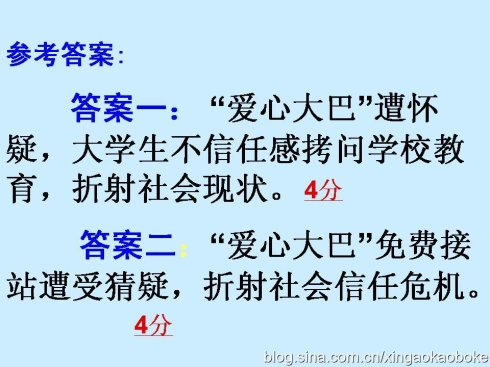 参考答案:
答案一：“爱心大巴”遭怀
疑，大学生不信任感拷问学校教
育，折射社会现状。4分
答案二：“爱心大巴”免费接
站遭受猜疑，折射社会信任危机。
4分
blog.sina.com.cn/xingaokaoboke